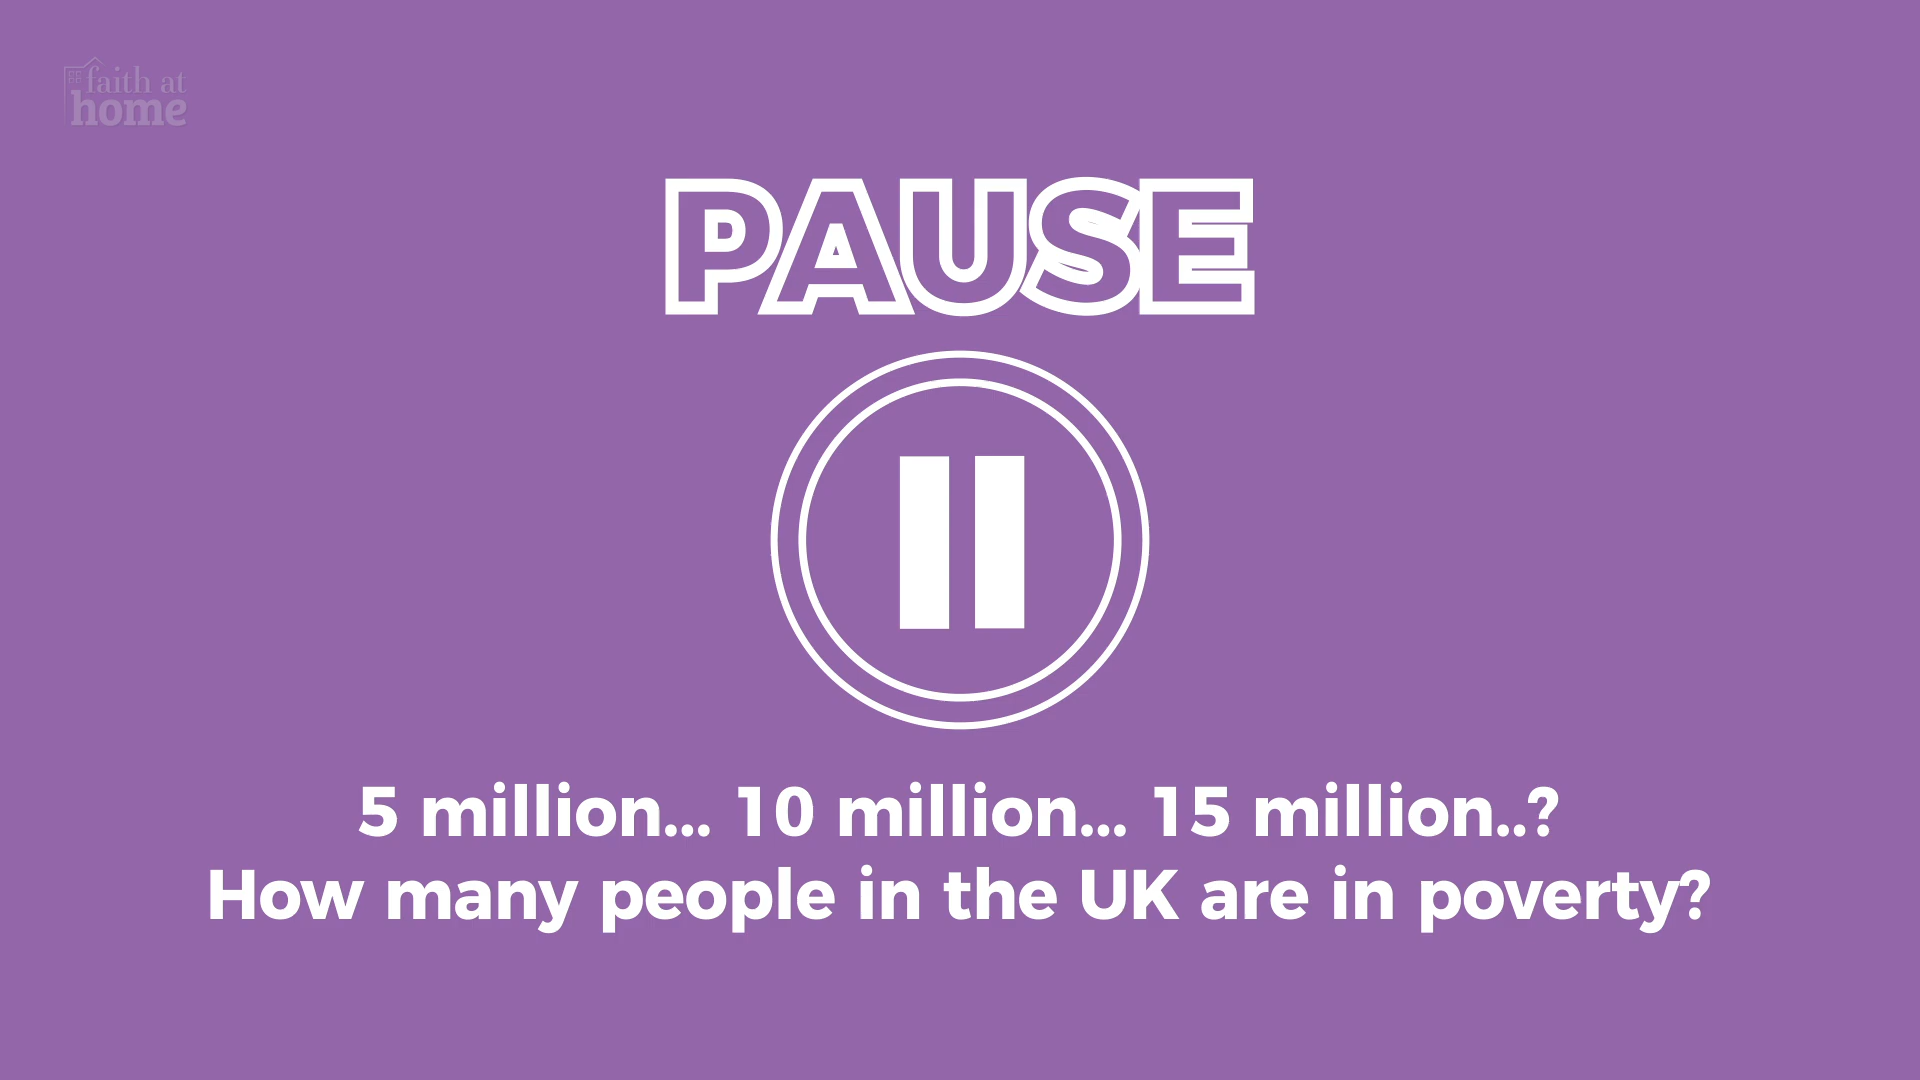 faith at
home
PAUSE
5 million... 10 million... 15 million..?
How many people in the UK are in poverty?